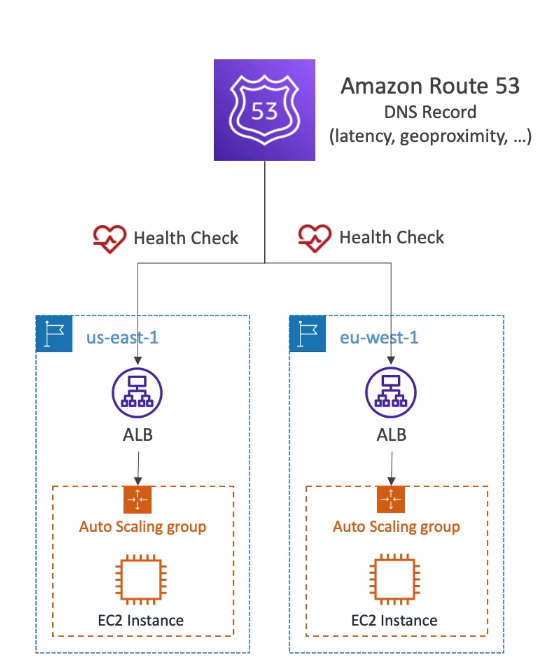 53
Amazon Route 53
DNS Record
(latency, geoproximity, ...)
Health Check
Health Check
us-east-1
eu-west-1
ALB
ALB
Auto Scaling group
Auto Scaling group
EC2 Instance
EC2 Instance